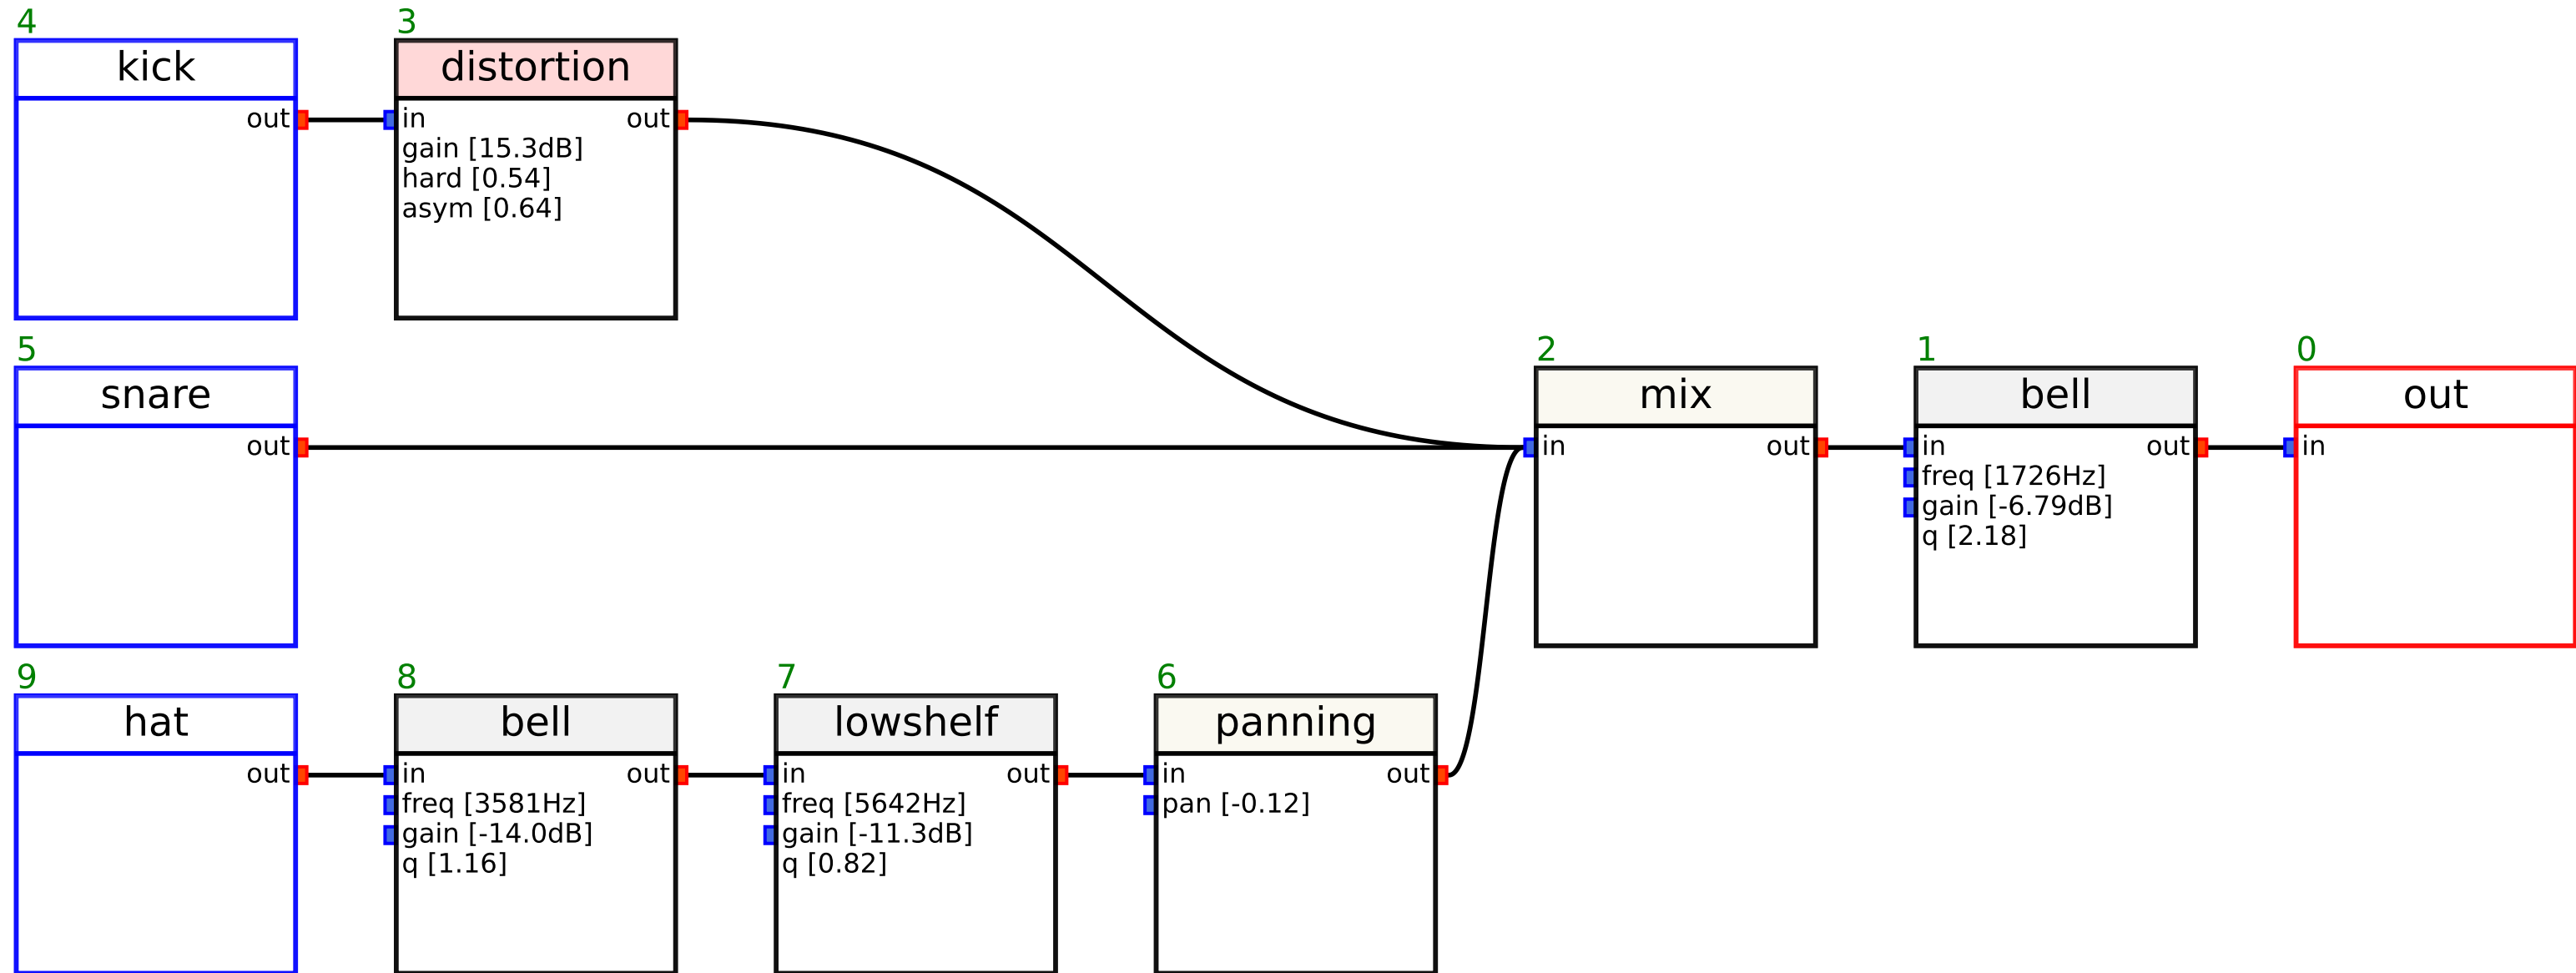 4
kick
out
3
distortion
in out
gain [15.3dB]
hard [0.54]
asym [0.64]
5
snare
out
2
mix
in out
1
bell
in out
freq [1726Hz]
gain [-6.79dB]
q [2.18]
0
out
in
9
hat
out
8
bell
in out
freq [3581Hz]
gain [-14.0dB]
q [1.16]
7
lowshelf
in out
freq [5642Hz]
gain [-11.3dB]
q [0.82]
6
panning
in out
pan [-0.12]